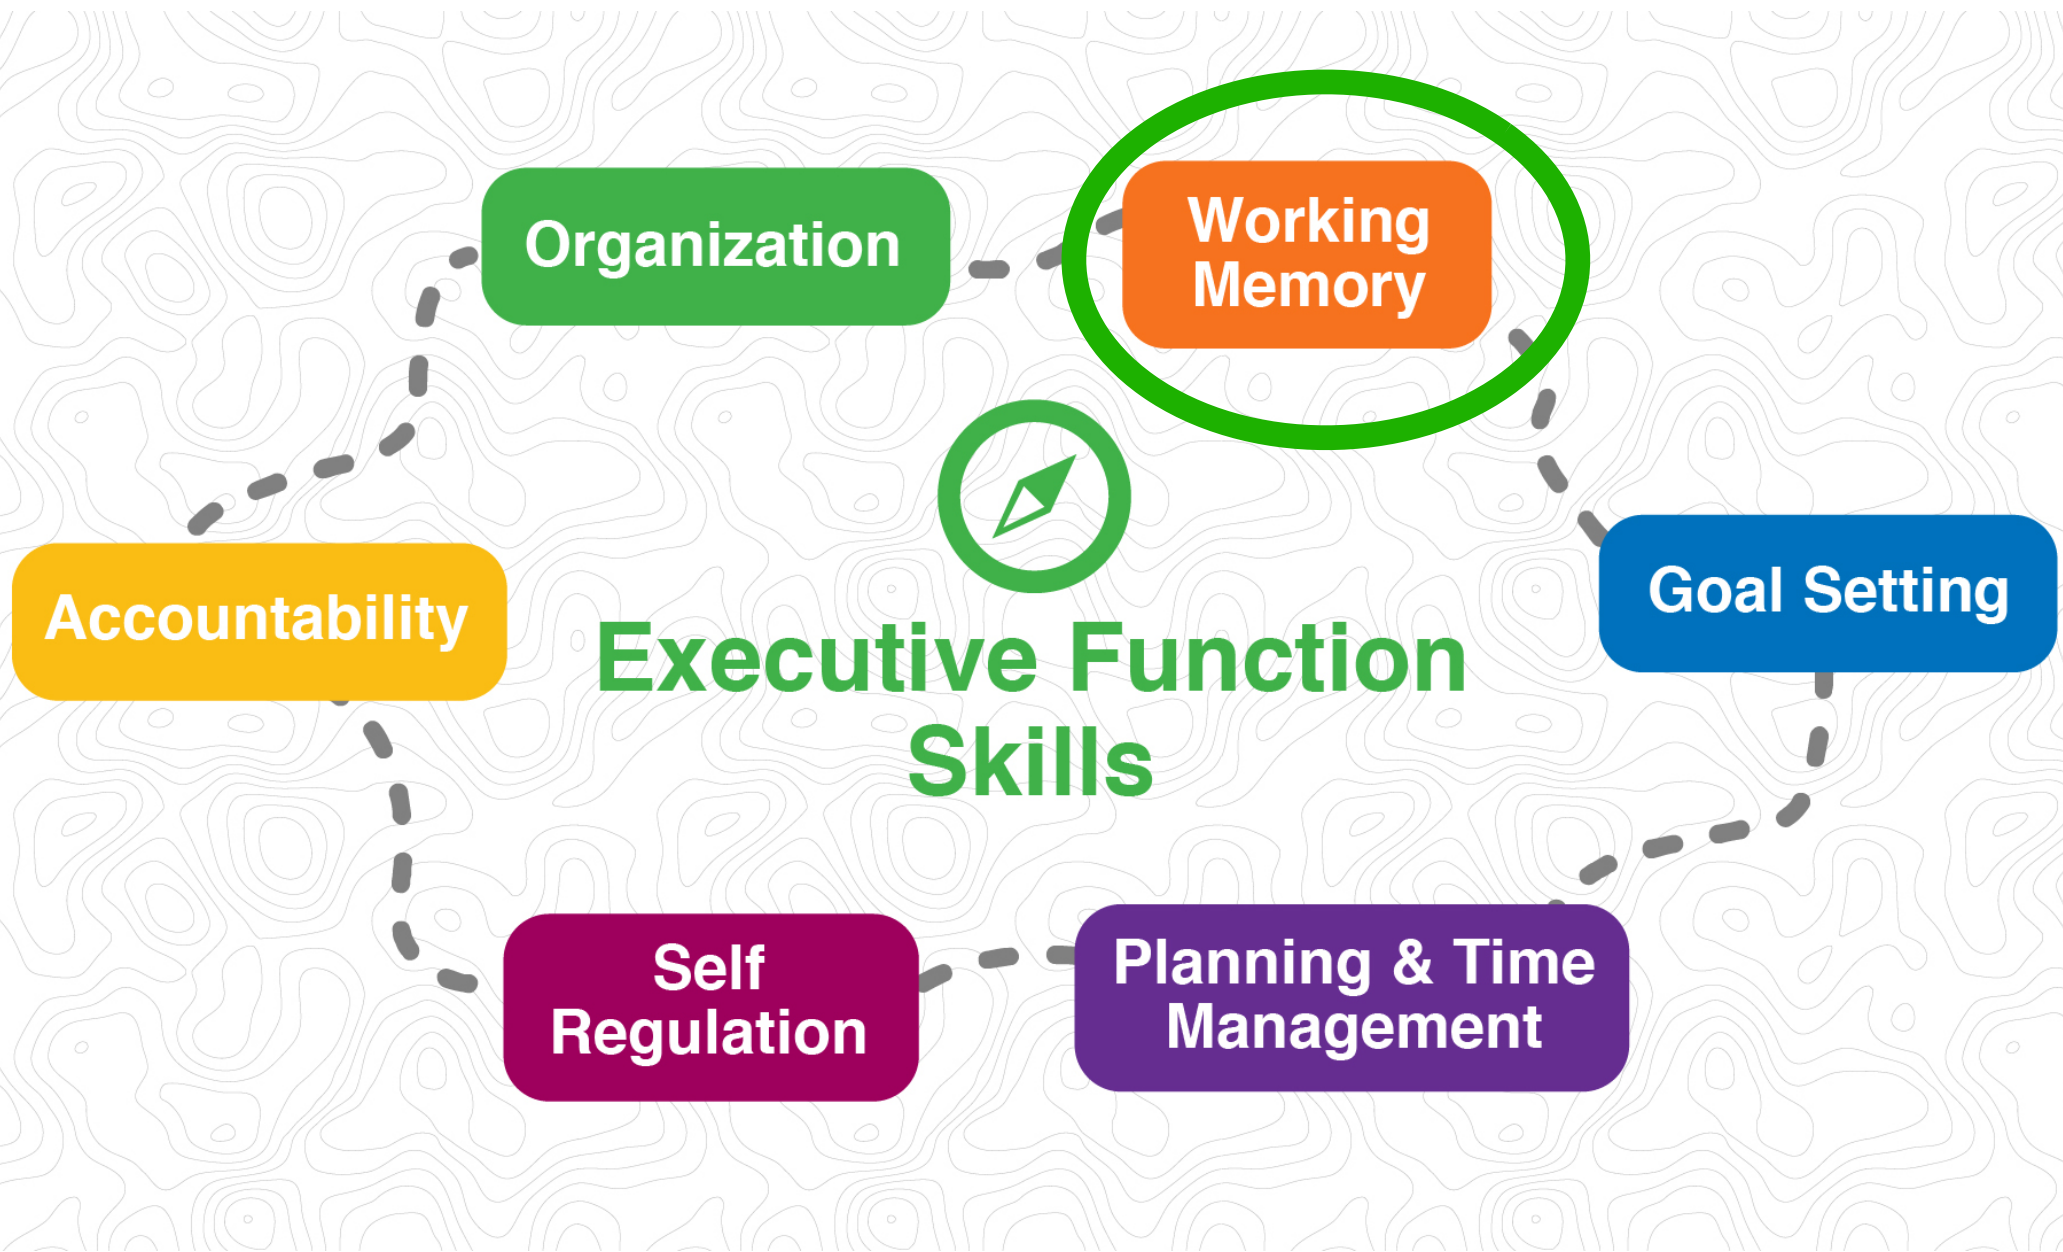 Organization
Working
Memory
Accountability
Goal Setting
Executive Function
Skills
Self
Regulation
Planning & Time
Management